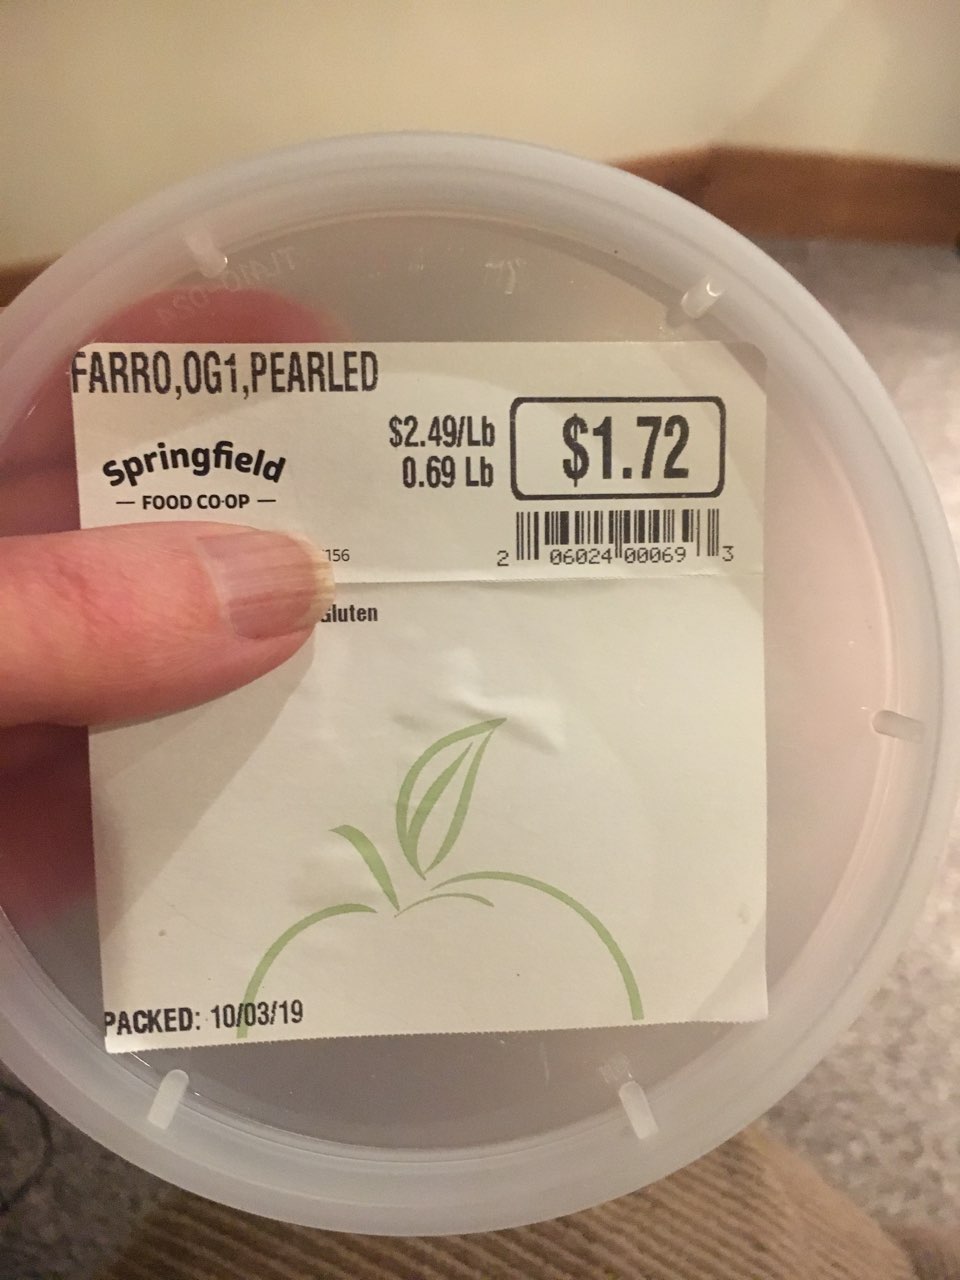 FARRO,OG1,PEARLED
$2.49/Lb
0.69 Lb
$1.72
Springfield
— FOOD CO·OP —
156
2 06024 00069 3
Gluten
PACKED: 10/03/19